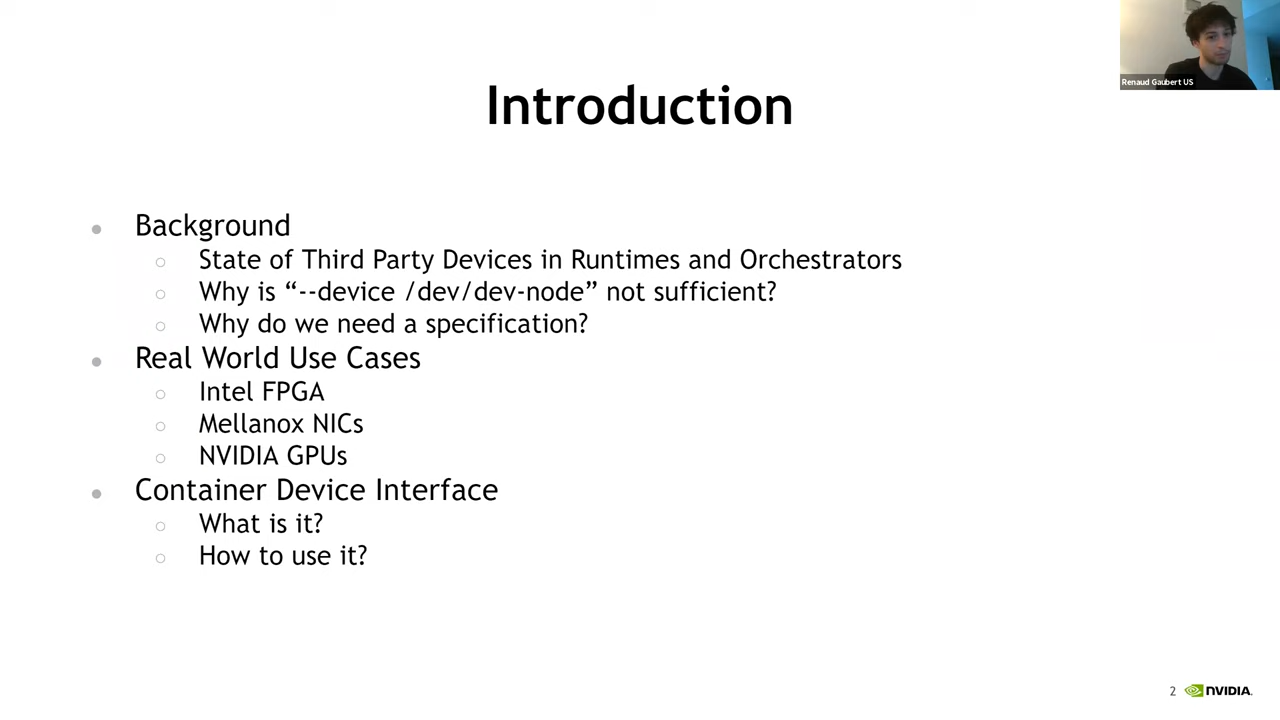 Renaud Gaubert US
Introduction
Background
State of Third Party Devices in Runtimes and Orchestrators
Why is “--device /dev/dev-node” not sufficient?
Why do we need a specification?
Real World Use Cases
Intel FPGA
Mellanox NICs
NVIDIA GPUs
Container Device Interface
What is it?
How to use it?
2 NVIDIA.